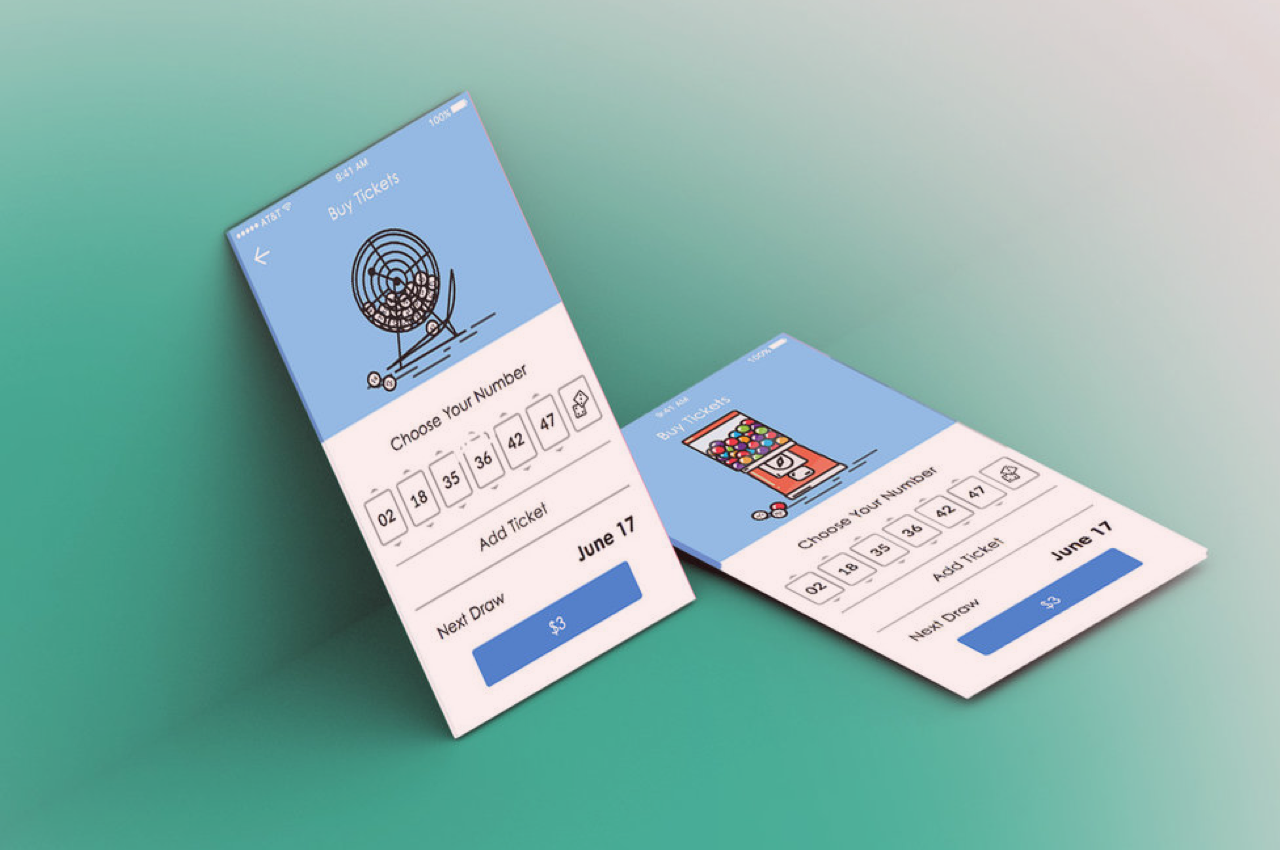 AT&T 9:41 AM 100%
Buy Tickets
Choose Your Number
02 18 35 36 42 47
Add Ticket
Next Draw June 17
$3
9:41 AM 100%
Buy Tickets
Choose Your Number
02 18 35 36 42 47
Add Ticket
Next Draw June 17
$3